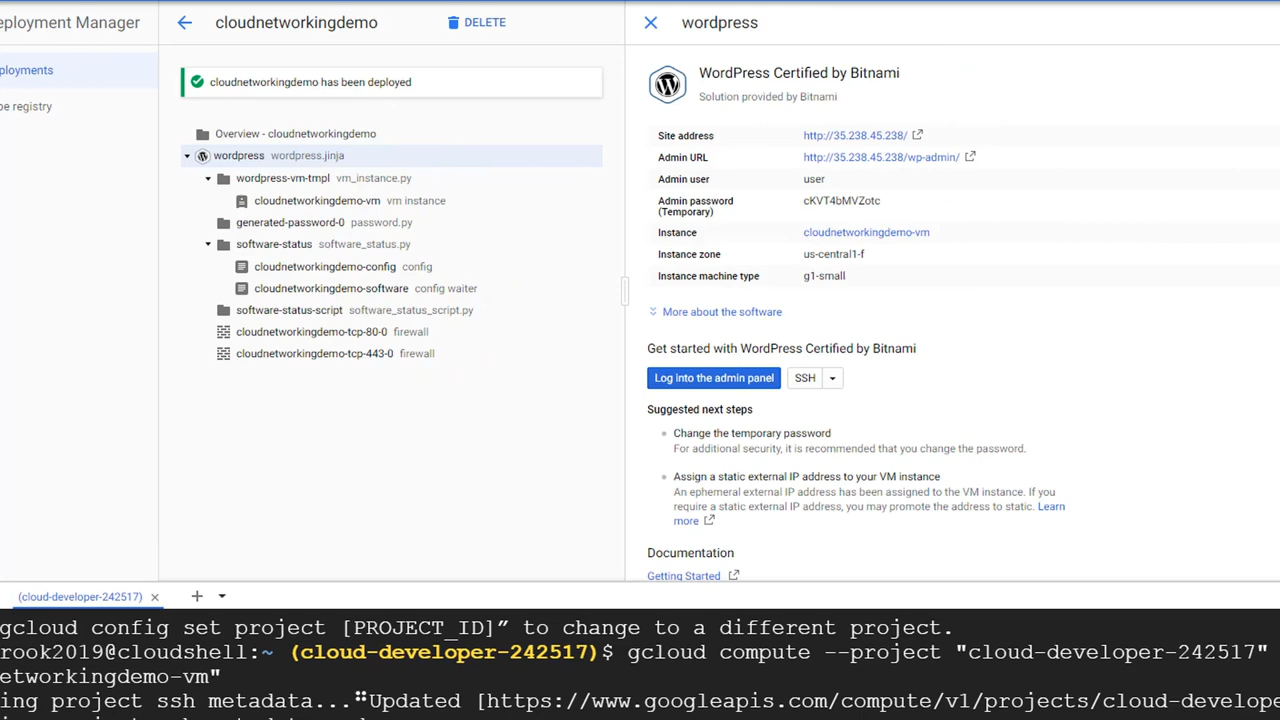 eployment Manager
cloudnetworkingdemo
DELETE
wordpress
ployments
pe registry
cloudnetworkingdemo has been deployed
Overview - cloudnetworkingdemo
wordpress wordpress.jinja
wordpress-vm-tmpl vm_instance.py
cloudnetworkingdemo-vm vm instance
generated-password-0 password.py
software-status software_status.py
cloudnetworkingdemo-config config
cloudnetworkingdemo-software config waiter
software-status-script software_status_script.py
cloudnetworkingdemo-tcp-80-0 firewall
cloudnetworkingdemo-tcp-443-0 firewall
WordPress Certified by Bitnami
Solution provided by Bitnami
Site address http://35.238.45.238/
Admin URL http://35.238.45.238/wp-admin/
Admin user user
Admin password cKVT4bMVZotc
(Temporary)
Instance cloudnetworkingdemo-vm
Instance zone us-central1-f
Instance machine type g1-small
More about the software
Get started with WordPress Certified by Bitnami
Log into the admin panel SSH
Suggested next steps
Change the temporary password
For additional security, it is recommended that you change the password.
Assign a static external IP address to your VM instance
An ephemeral external IP address has been assigned to the VM instance. If you
require a static external IP address, you may promote the address to static. Learn
more
Documentation
Getting Started
(cloud-developer-242517)
gcloud config set project [PROJECT_ID]" to change to a different project.
rook2019@cloudshell:~ (cloud-developer-242517)$ gcloud compute --project "cloud-developer-242517"
etworkingdemo-vm"
ing project ssh metadata...⠛Updated [https://www.googleapis.com/compute/v1/projects/cloud-develope